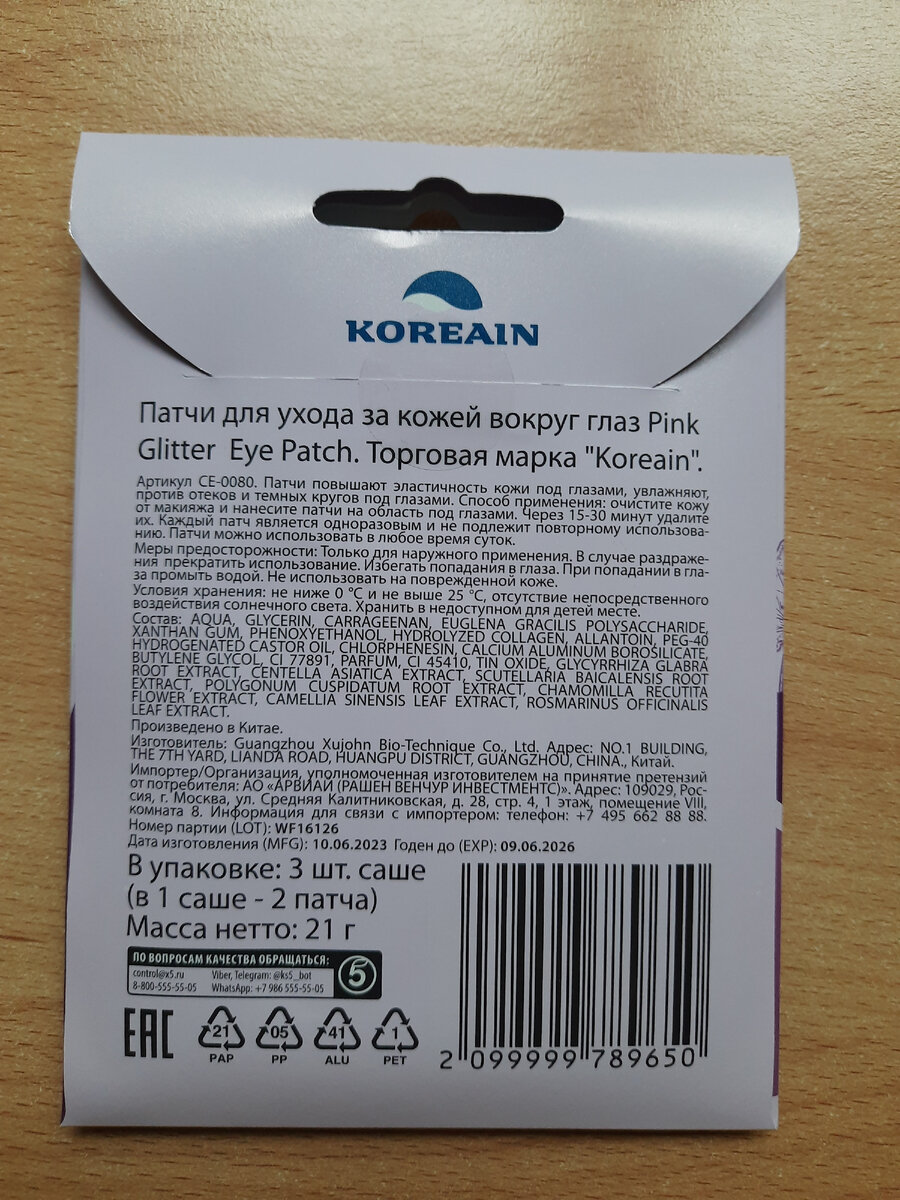 KOREAIN
Патчи для ухода за кожей вокруг глаз Pink
Glitter Eye Patch. Торговая марка "Koreain".
Артикул CE-0080. Патчи повышают эластичность кожи под глазами, увлажняют,
против отеков и темных кругов под глазами. Способ применения: очистите кожу
от макияжа и нанесите патчи на область под глазами. Через 15-30 минут удалите
их. Каждый патч является одноразовым и не подлежит повторному использова-
нию. Патчи можно использовать в любое время суток.
Меры предосторожности: Только для наружного применения. В случае раздраже-
ния прекратить использование. Избегать попадания в глаза. При попадании в гла-
за промыть водой. Не использовать на поврежденной коже.
Условия хранения: не ниже 0 °C и не выше 25 °C, отсутствие непосредственного
воздействия солнечного света. Хранить в недоступном для детей месте.
Состав: AQUA, GLYCERIN, CARRAGEENAN, EUGLENA GRACILIS POLYSACCHARIDE,
XANTHAN GUM, PHENOXYETHANOL, HYDROLYZED COLLAGEN, ALLANTOIN, PEG-40
HYDROGENATED CASTOR OIL, CHLORPHENESIN, CALCIUM ALUMINUM BOROSILICATE,
BUTYLENE GLYCOL, CI 77891, PARFUM, CI 45410, TIN OXIDE, GLYCYRRHIZA GLABRA
ROOT EXTRACT, CENTELLA ASIATICA EXTRACT, SCUTELLARIA BAICALENSIS ROOT
EXTRACT, POLYGONUM CUSPIDATUM ROOT EXTRACT, CHAMOMILLA RECUTITA
FLOWER EXTRACT, CAMELLIA SINENSIS LEAF EXTRACT, ROSMARINUS OFFICINALIS
LEAF EXTRACT.
Произведено в Китае.
Изготовитель: Guangzhou Xujohn Bio-Technique Co., Ltd. Адрес: NO.1 BUILDING,
THE 7TH YARD, LIANDA ROAD, HUANGPU DISTRICT, GUANGZHOU, CHINA., Китай.
Импортер/Организация, уполномоченная изготовителем на принятие претензий
от потребителя: АО «АРВИАЙ (РАШЕН ВЕНЧУР ИНВЕСТМЕНТС)». Адрес: 109029, Рос-
сия, г. Москва, ул. Средняя Калитниковская, д. 28, стр. 4, 1 этаж, помещение VIII,
комната 8. Информация для связи с импортером: телефон: +7 495 662 88 88.
Номер партии (LOT): WF16126
Дата изготовления (MFG): 10.06.2023 Годен до (EXP): 09.06.2026
В упаковке: 3 шт. саше
(в 1 саше - 2 патча)
Масса нетто: 21 г
ПО ВОПРОСАМ КАЧЕСТВА ОБРАЩАТЬСЯ:
control@x5.ru Viber, Telegram: @ks5_bot
8-800-555-55-05 WhatsApp: +7 986 555-55-05
5
EAC
21 05 41 1
PAP PP ALU PET
2 099999 789650